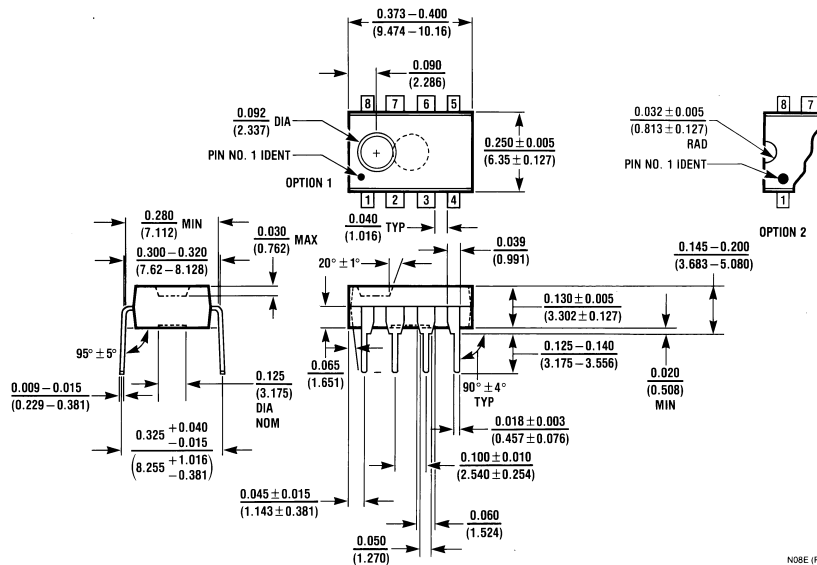 0.373 – 0.400
(9.474 – 10.16)
0.090
(2.286)
8 7 6 5
0.092 DIA
(2.337)
PIN NO. 1 IDENT
OPTION 1
+
1 2 3 4
0.250 ± 0.005
(6.35 ± 0.127)
0.032 ± 0.005
(0.813 ± 0.127)
RAD
PIN NO. 1 IDENT
8 7
1
OPTION 2
0.280 MIN
(7.112)
0.300 – 0.320
(7.62 – 8.128)
0.030 MAX
(0.762)
0.040 TYP
(1.016)
20° ± 1°
0.039
(0.991)
0.145 – 0.200
(3.683 – 5.080)
0.130 ± 0.005
(3.302 ± 0.127)
95° ± 5°
0.065
(1.651)
0.125 – 0.140
(3.175 – 3.556)
90° ± 4°
TYP
0.020
(0.508)
MIN
0.009 – 0.015
(0.229 – 0.381)
0.125
(3.175)
DIA
NOM
0.018 ± 0.003
(0.457 ± 0.076)
0.325 +0.040 –0.015
(8.255 +1.016 –0.381)
0.100 ± 0.010
(2.540 ± 0.254)
0.045 ± 0.015
(1.143 ± 0.381)
0.060
(1.524)
0.050
(1.270)
N08E (F